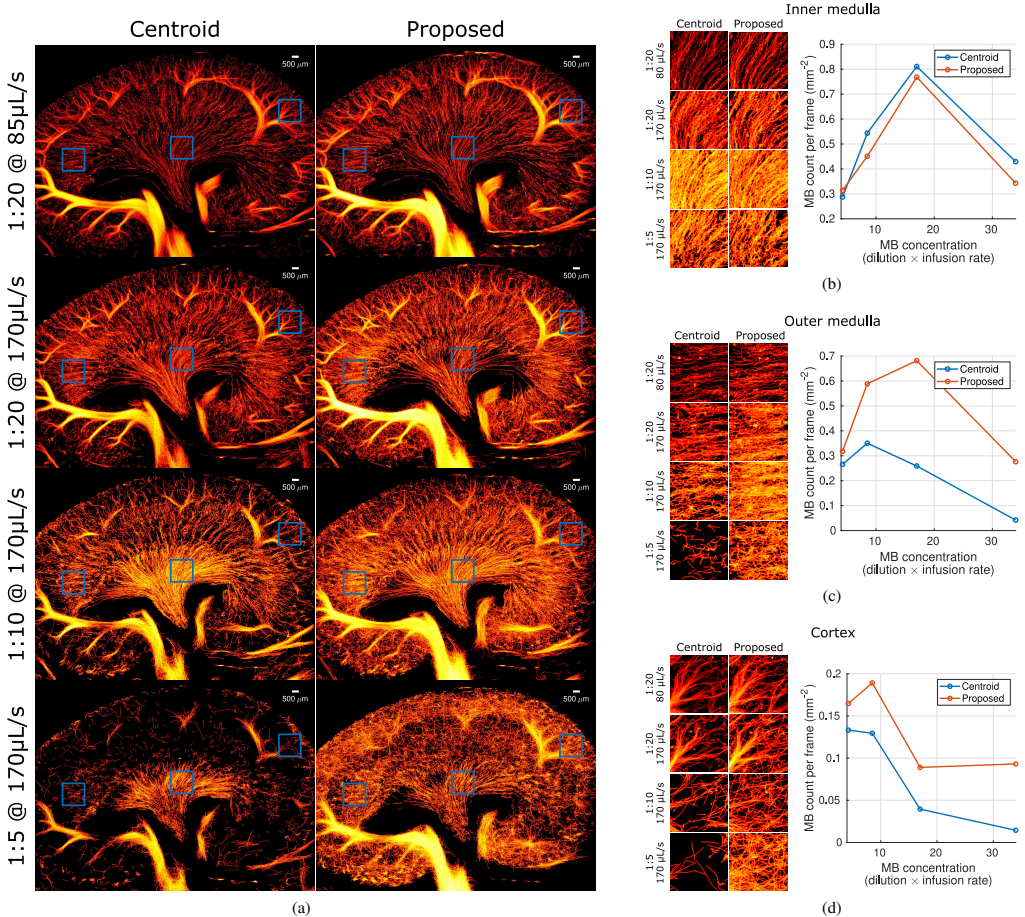 Centroid Proposed
1:20 @ 85μL/s
500 μm
500 μm
1:20 @ 170μL/s
500 μm
500 μm
1:10 @ 170μL/s
500 μm
500 μm
1:5 @ 170μL/s
500 μm
500 μm
(a)
Inner medulla
Centroid Proposed
1:20
80 μL/s
1:20
170 μL/s
1:10
170 μL/s
1:5
170 μL/s
MB count per frame (mm⁻²)
0.9
0.8
0.7
0.6
0.5
0.4
0.3
0.2
10 20 30
Centroid
Proposed
MB concentration
(dilution × infusion rate)
(b)
Outer medulla
Centroid Proposed
1:20
80 μL/s
1:20
170 μL/s
1:10
170 μL/s
1:5
170 μL/s
MB count per frame (mm⁻²)
0.7
0.6
0.5
0.4
0.3
0.2
0.1
0
10 20 30
Centroid
Proposed
MB concentration
(dilution × infusion rate)
(c)
Cortex
Centroid Proposed
1:20
80 μL/s
1:20
170 μL/s
1:10
170 μL/s
1:5
170 μL/s
MB count per frame (mm⁻²)
0,2
0.15
0.1
0.05
0
10 20 30
Centroid
Proposed
MB concentration
(dilution × infusion rate)
(d)